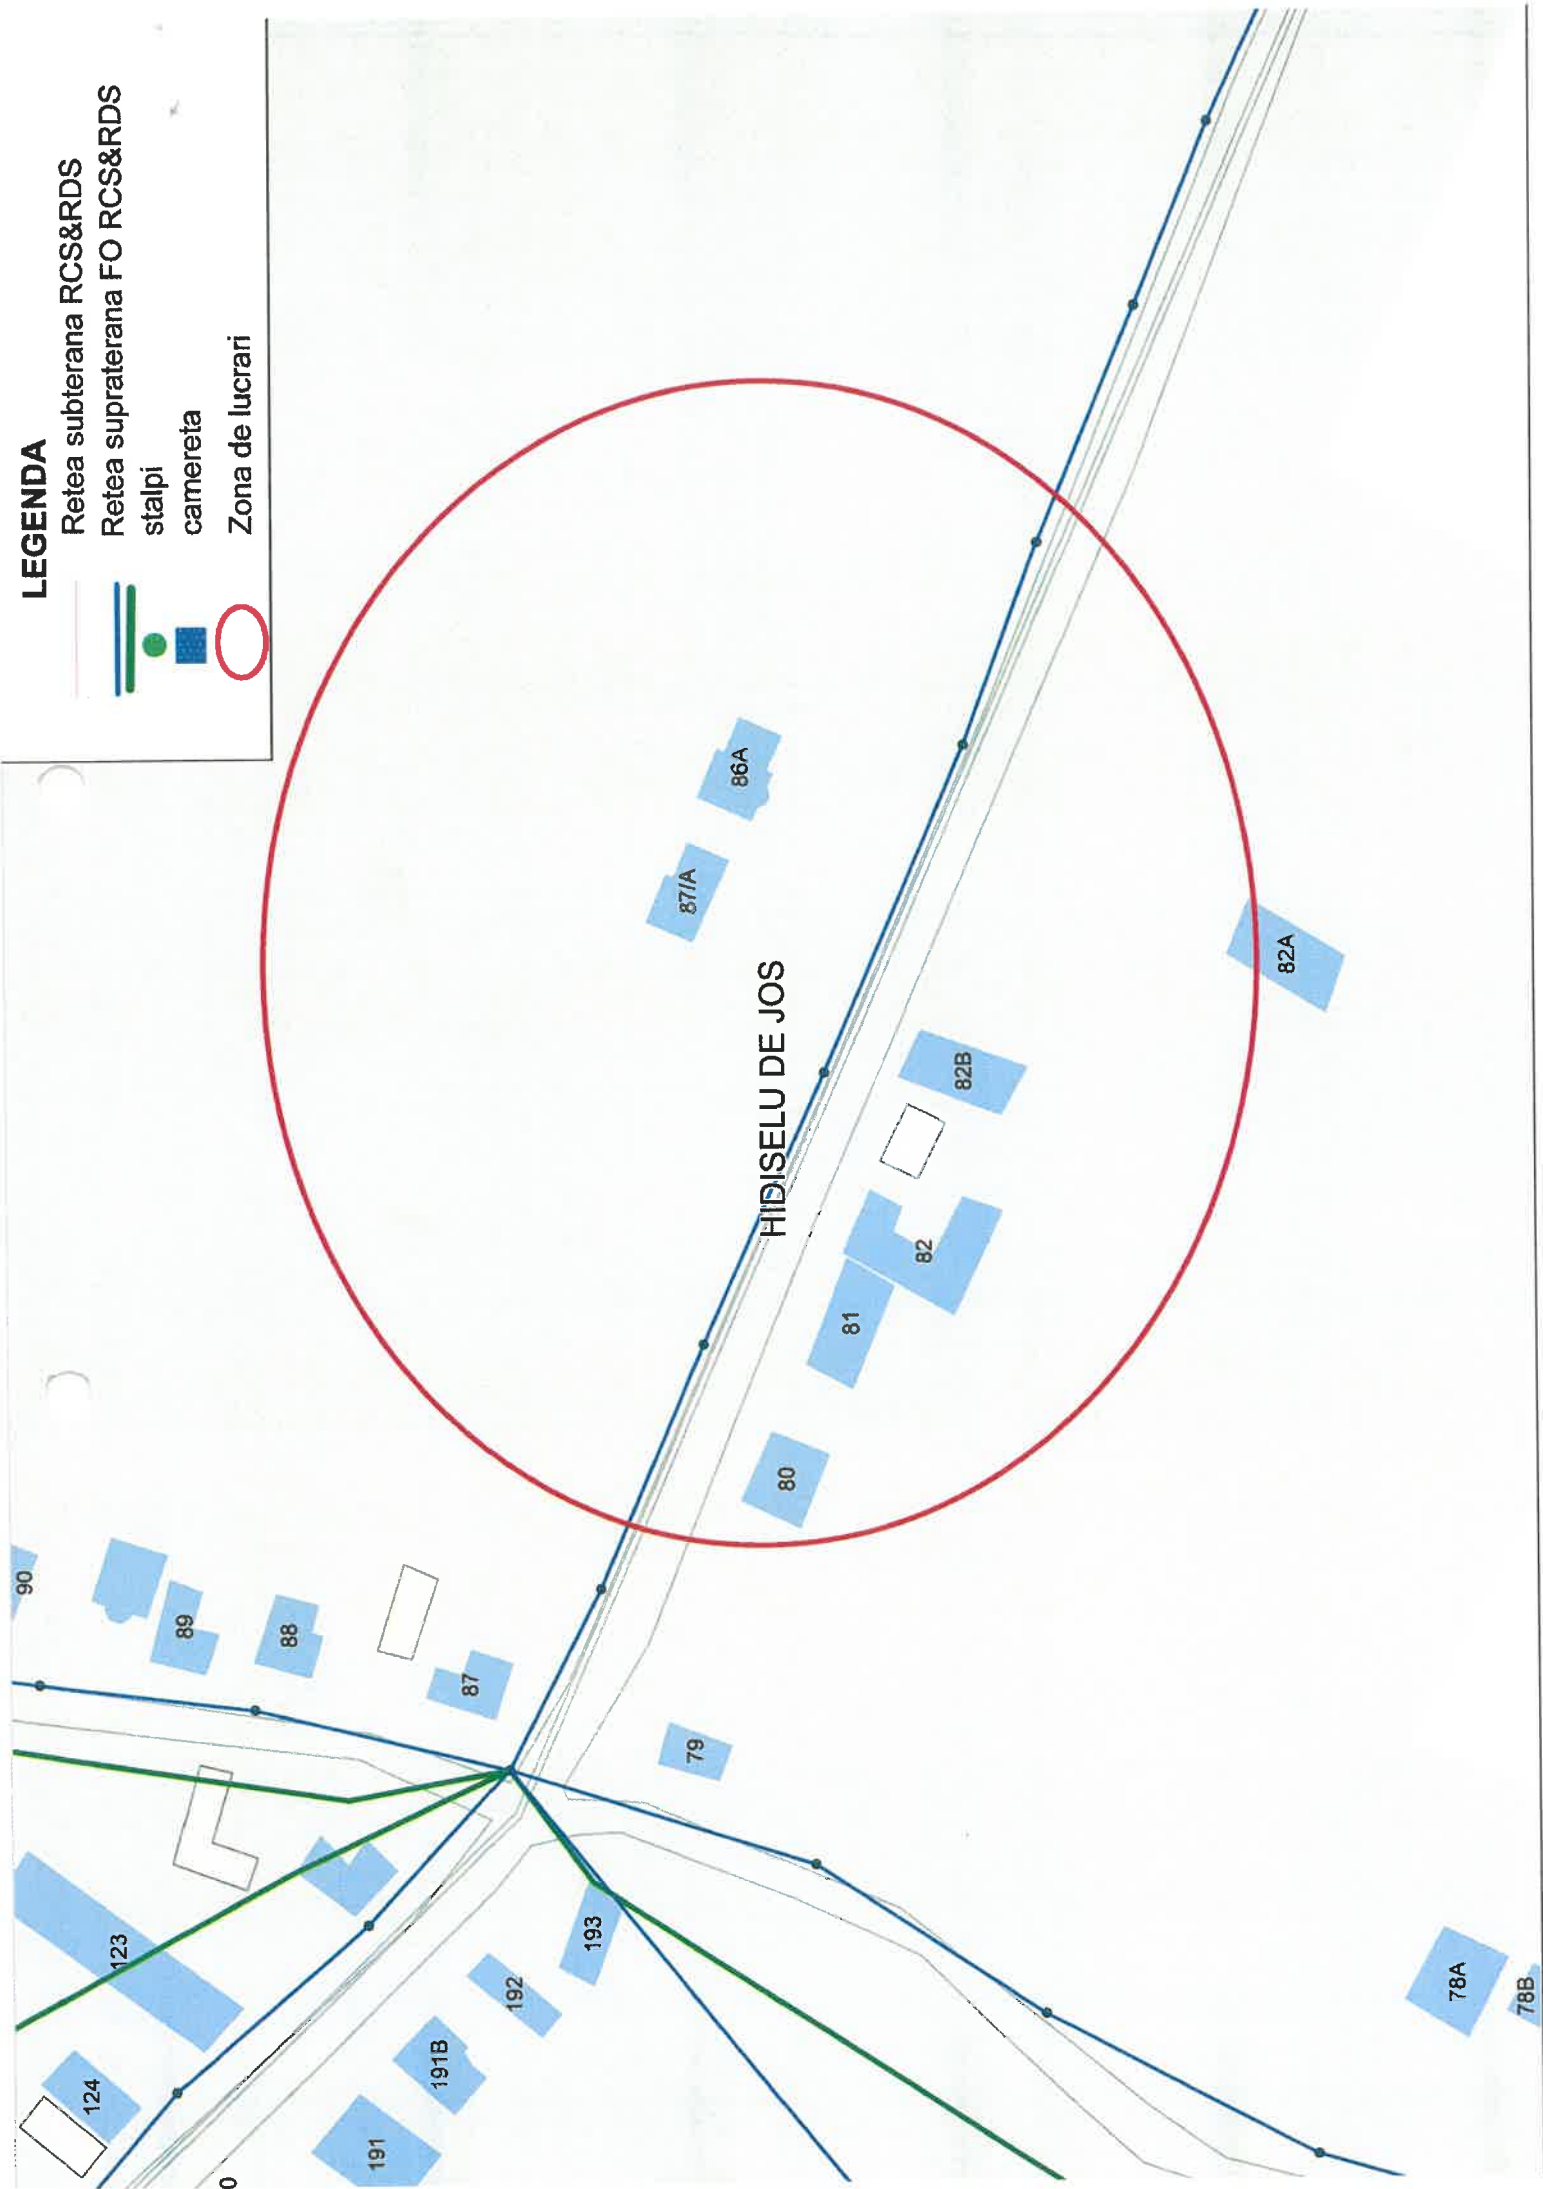 LEGENDA
Retea subterana RCS&RDS
Retea supraterana FO RCS&RDS
stalpi
camereta
Zona de lucrari
90
89
88
87
123
124
86A
87/A
HIDISELU DE JOS
82A
82B
82
81
80
79
193
192
191B
191
0
78A
78B